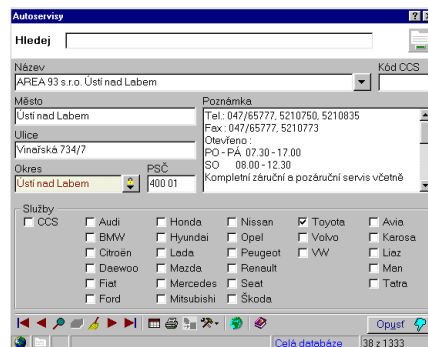 Autoservisy
Hledej
Název Kód CCS
AREA 93 s.r.o. Ústí nad Labem
Město Poznámka
Ústí nad Labem
Tel.: 047/65777, 5210750, 5210835
Fax : 047/65777, 5210773
Otevřeno :
PO - PÁ 07.30 - 17.00
SO 08.00 - 12.30
Kompletní záruční a pozáruční servis včetně
Ulice
Vinařská 734/7
Okres PSČ
Ústí nad Labem 400 01
Služby
CCS Audi Honda Nissan Toyota Avia
BMW Hyundai Opel Volvo Karosa
Citroën Lada Peugeot VW Liaz
Daewoo Mazda Renault Man
Fiat Mercedes Seat Tatra
Ford Mitsubishi Škoda
Opusť
Celá databáze 38 z 1333